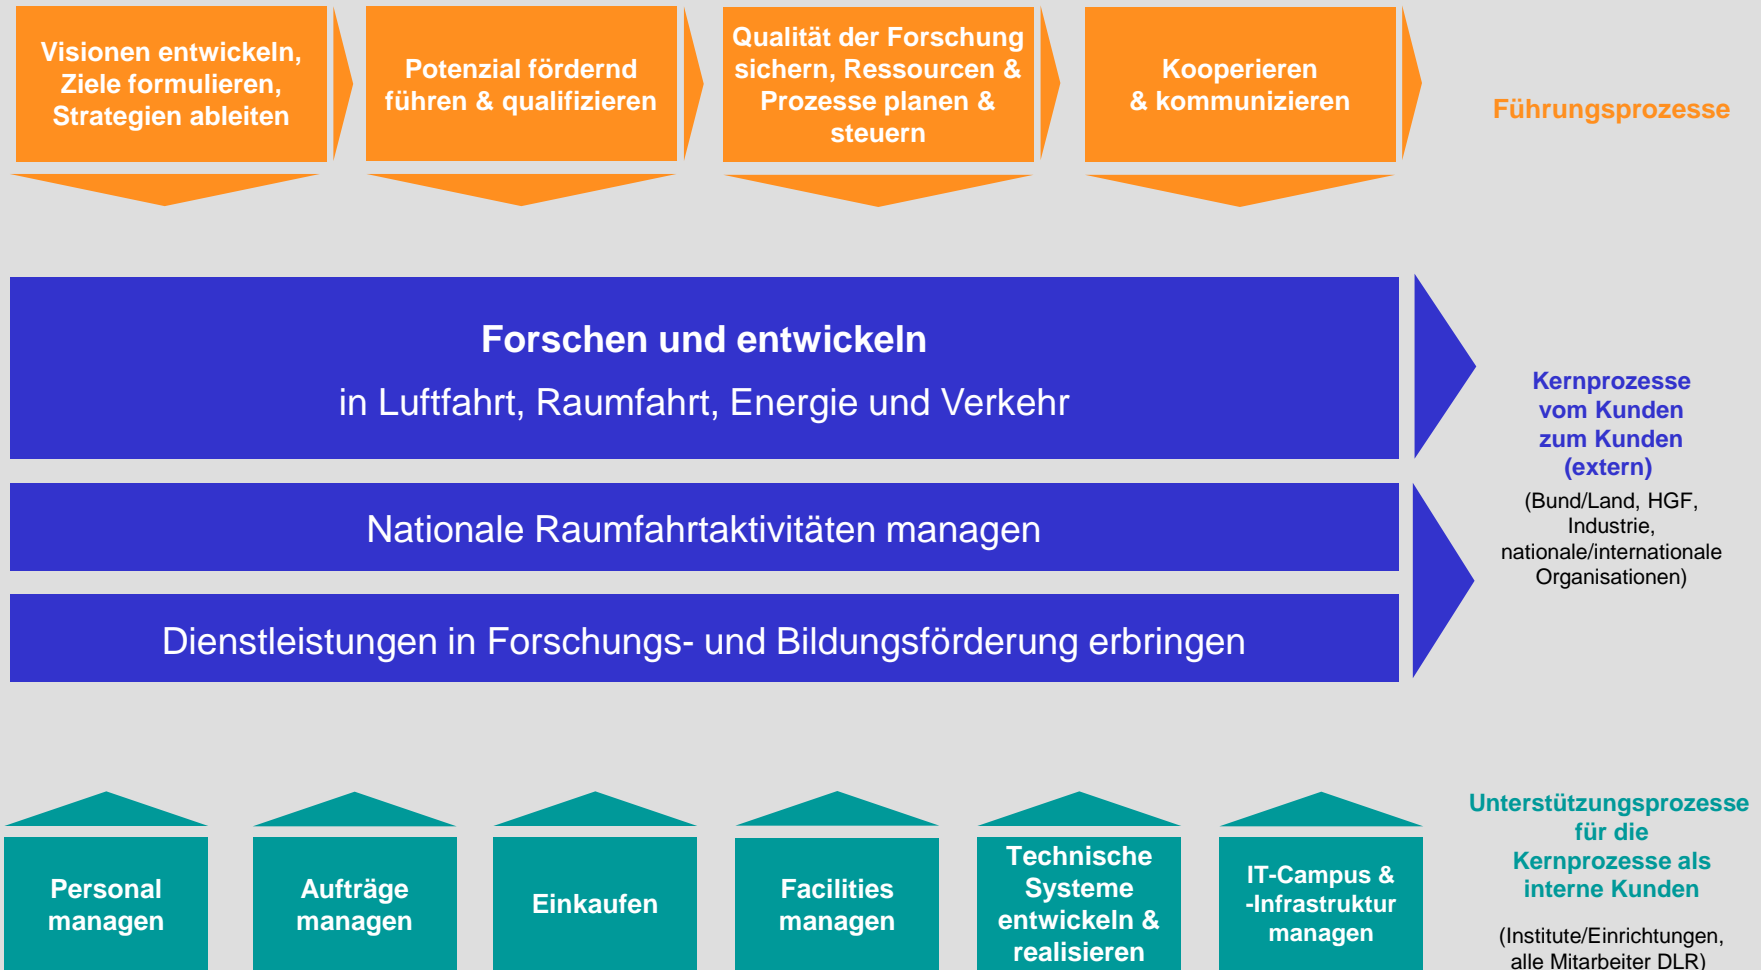 Visionen entwickeln,
Ziele formulieren,
Strategien ableiten
Potenzial fördernd
führen & qualifizieren
Qualität der Forschung
sichern, Ressourcen &
Prozesse planen &
steuern
Kooperieren
& kommunizieren
Führungsprozesse
Forschen und entwickeln
in Luftfahrt, Raumfahrt, Energie und Verkehr
Nationale Raumfahrtaktivitäten managen
Dienstleistungen in Forschungs- und Bildungsförderung erbringen
Kernprozesse
vom Kunden
zum Kunden
(extern)
(Bund/Land, HGF,
Industrie,
nationale/internationale
Organisationen)
Personal
managen
Aufträge
managen
Einkaufen
Facilities
managen
Technische
Systeme
entwickeln &
realisieren
IT-Campus &
-Infrastruktur
managen
Unterstützungsprozesse
für die
Kernprozesse als
interne Kunden
(Institute/Einrichtungen,
alle Mitarbeiter DLR)